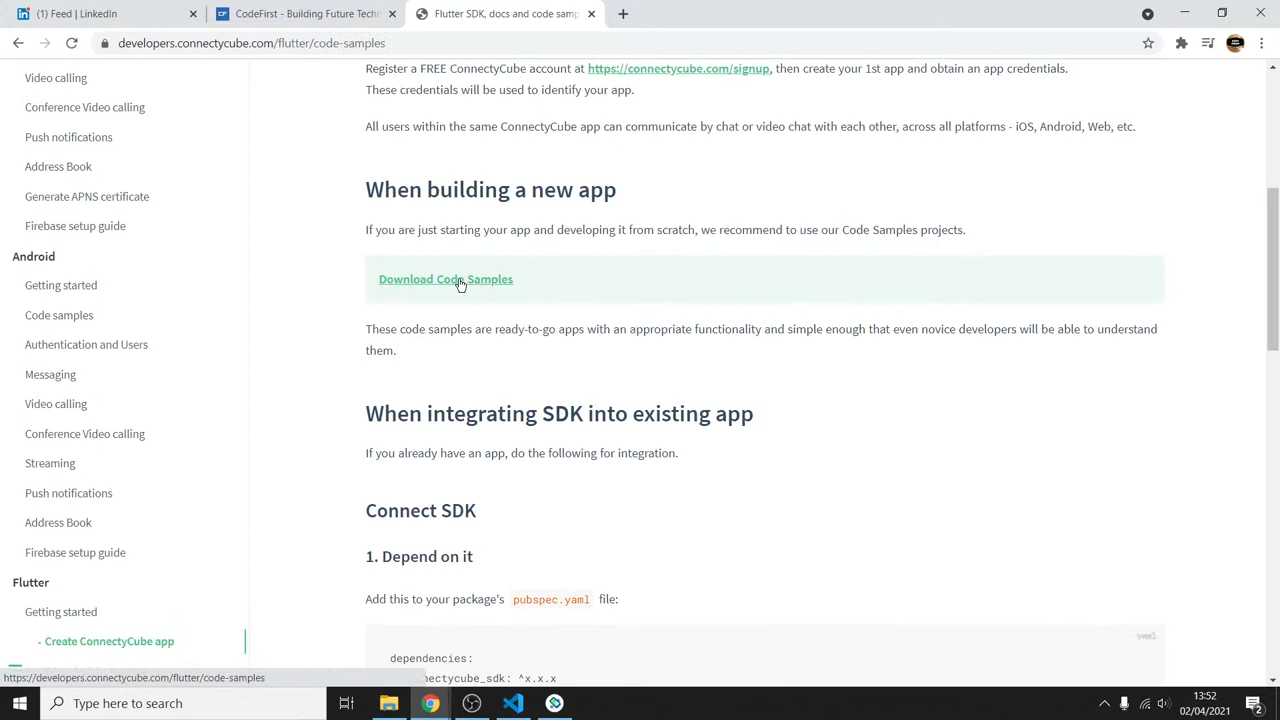 (1) Feed | LinkedIn
CodeFirst - Building Future Techn
Flutter SDK, docs and code samp
developers.connectycube.com/flutter/code-samples
Video calling
Conference Video calling
Push notifications
Address Book
Generate APNS certificate
Firebase setup guide
Android
Getting started
Code samples
Authentication and Users
Messaging
Video calling
Conference Video calling
Streaming
Push notifications
Address Book
Firebase setup guide
Flutter
Getting started
- Create ConnectyCube app
https://developers.connectycube.com/flutter/code-samples
Register a FREE ConnectyCube account at https://connectycube.com/signup, then create your 1st app and obtain an app credentials.
These credentials will be used to identify your app.
All users within the same ConnectyCube app can communicate by chat or video chat with each other, across all platforms - iOS, Android, Web, etc.
When building a new app
If you are just starting your app and developing it from scratch, we recommend to use our Code Samples projects.
Download Code Samples
These code samples are ready-to-go apps with an appropriate functionality and simple enough that even novice developers will be able to understand
them.
When integrating SDK into existing app
If you already have an app, do the following for integration.
Connect SDK
1. Depend on it
Add this to your package's pubspec.yaml file:
yaml
dependencies:
nectycube_sdk: ^x.x.x
Type here to search
13:52
02/04/2021
2